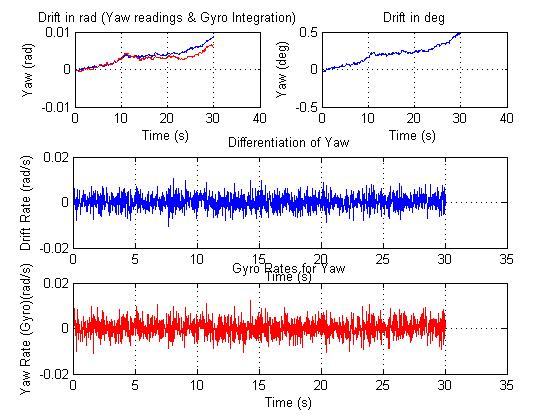 Drift in rad (Yaw readings & Gyro Integration)
Drift in deg
0.01
0
-0.01
Yaw (rad)
0 10 20 30 40
Time (s)
0.5
0
-0.5
Yaw (deg)
0 10 20 30 40
Time (s)
Differentiation of Yaw
0.02
0
-0.02
Drift Rate (rad/s)
0 5 10 15 20 25 30 35
Time (s)
Gyro Rates for Yaw
0.02
0
-0.02
Yaw Rate (Gyro)(rad/s)
0 5 10 15 20 25 30 35
Time (s)